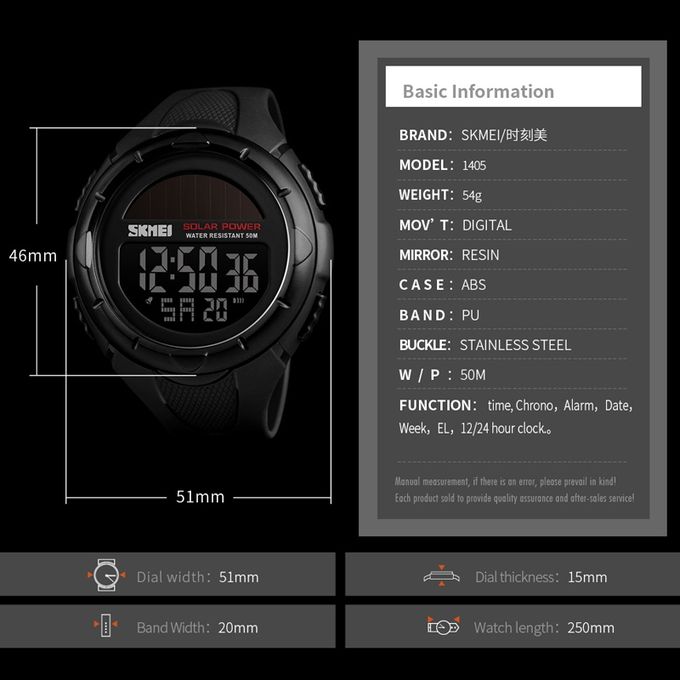 46mm
SOLAR POWER
SKMEI
WATER RESISTANT 50M
12:50 36
SA 20
51mm
Basic Information
BRAND: SKMEI/时刻美
MODEL: 1405
WEIGHT: 54g
MOV'T: DIGITAL
MIRROR: RESIN
CASE: ABS
BAND: PU
BUCKLE: STAINLESS STEEL
W/P: 50M
FUNCTION: time, Chrono, Alarm, Date,
Week, EL, 12/24 hour clock.。
Manual measurement, if there is an error, please prevail in kind!
Each product sold to provide quality assurance and after-sales service!
Dial width: 51mm
Dial thickness: 15mm
Band Width: 20mm
Watch length: 250mm